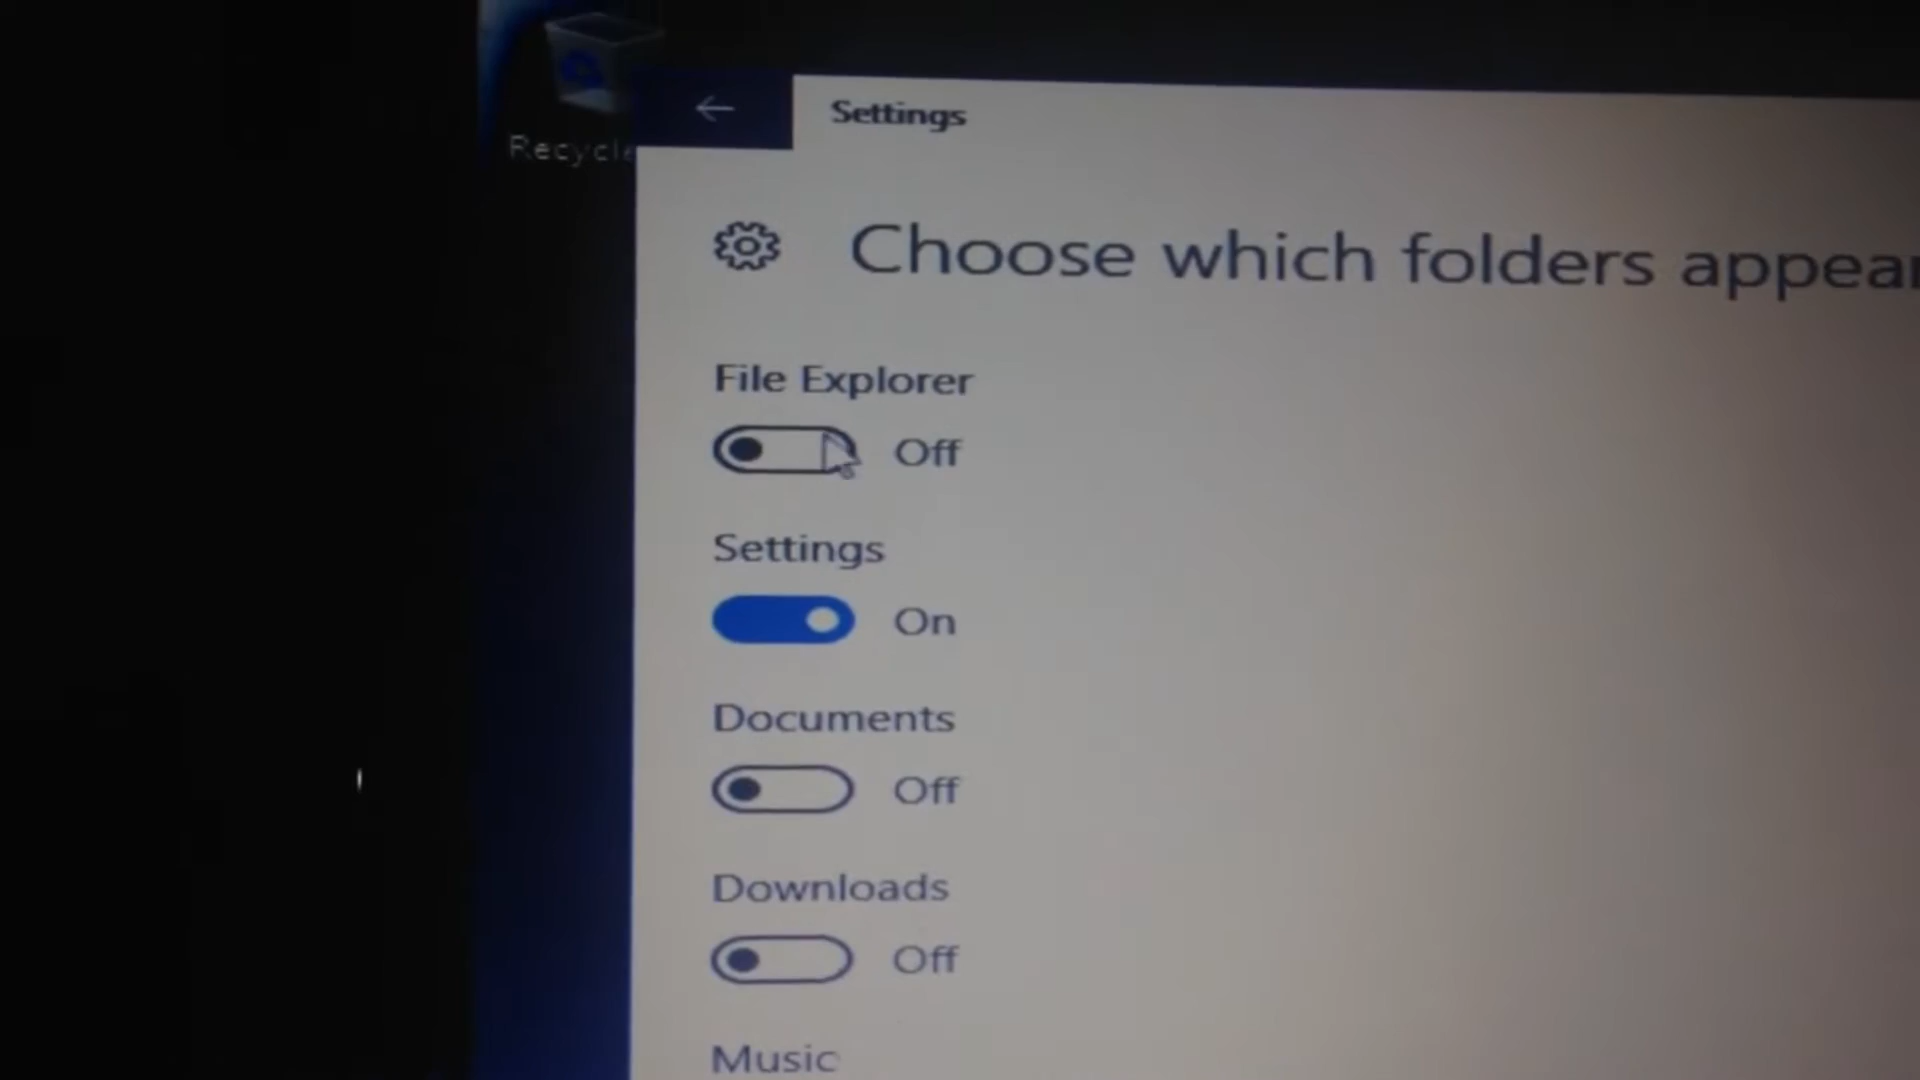 Recycle
Settings
Choose which folders appear
File Explorer
Off
Settings
On
Documents
Off
Downloads
Off
Music